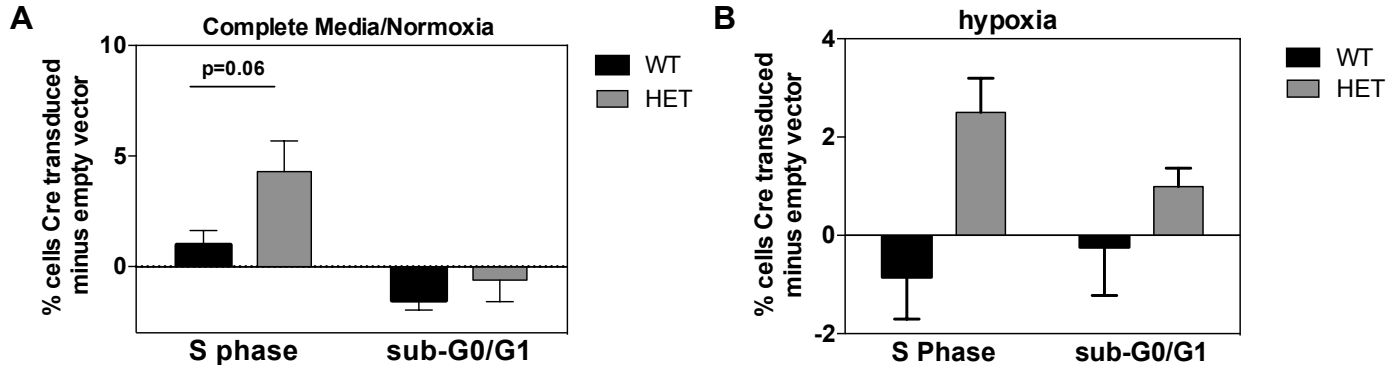 A
Complete Media/Normoxia
% cells Cre transduced
minus empty vector
10
5
0
p=0.06
WT
HET
S phase
sub-G0/G1
B
hypoxia
% cells Cre transduced
minus empty vector
4
2
0
-2
WT
HET
S Phase
sub-G0/G1